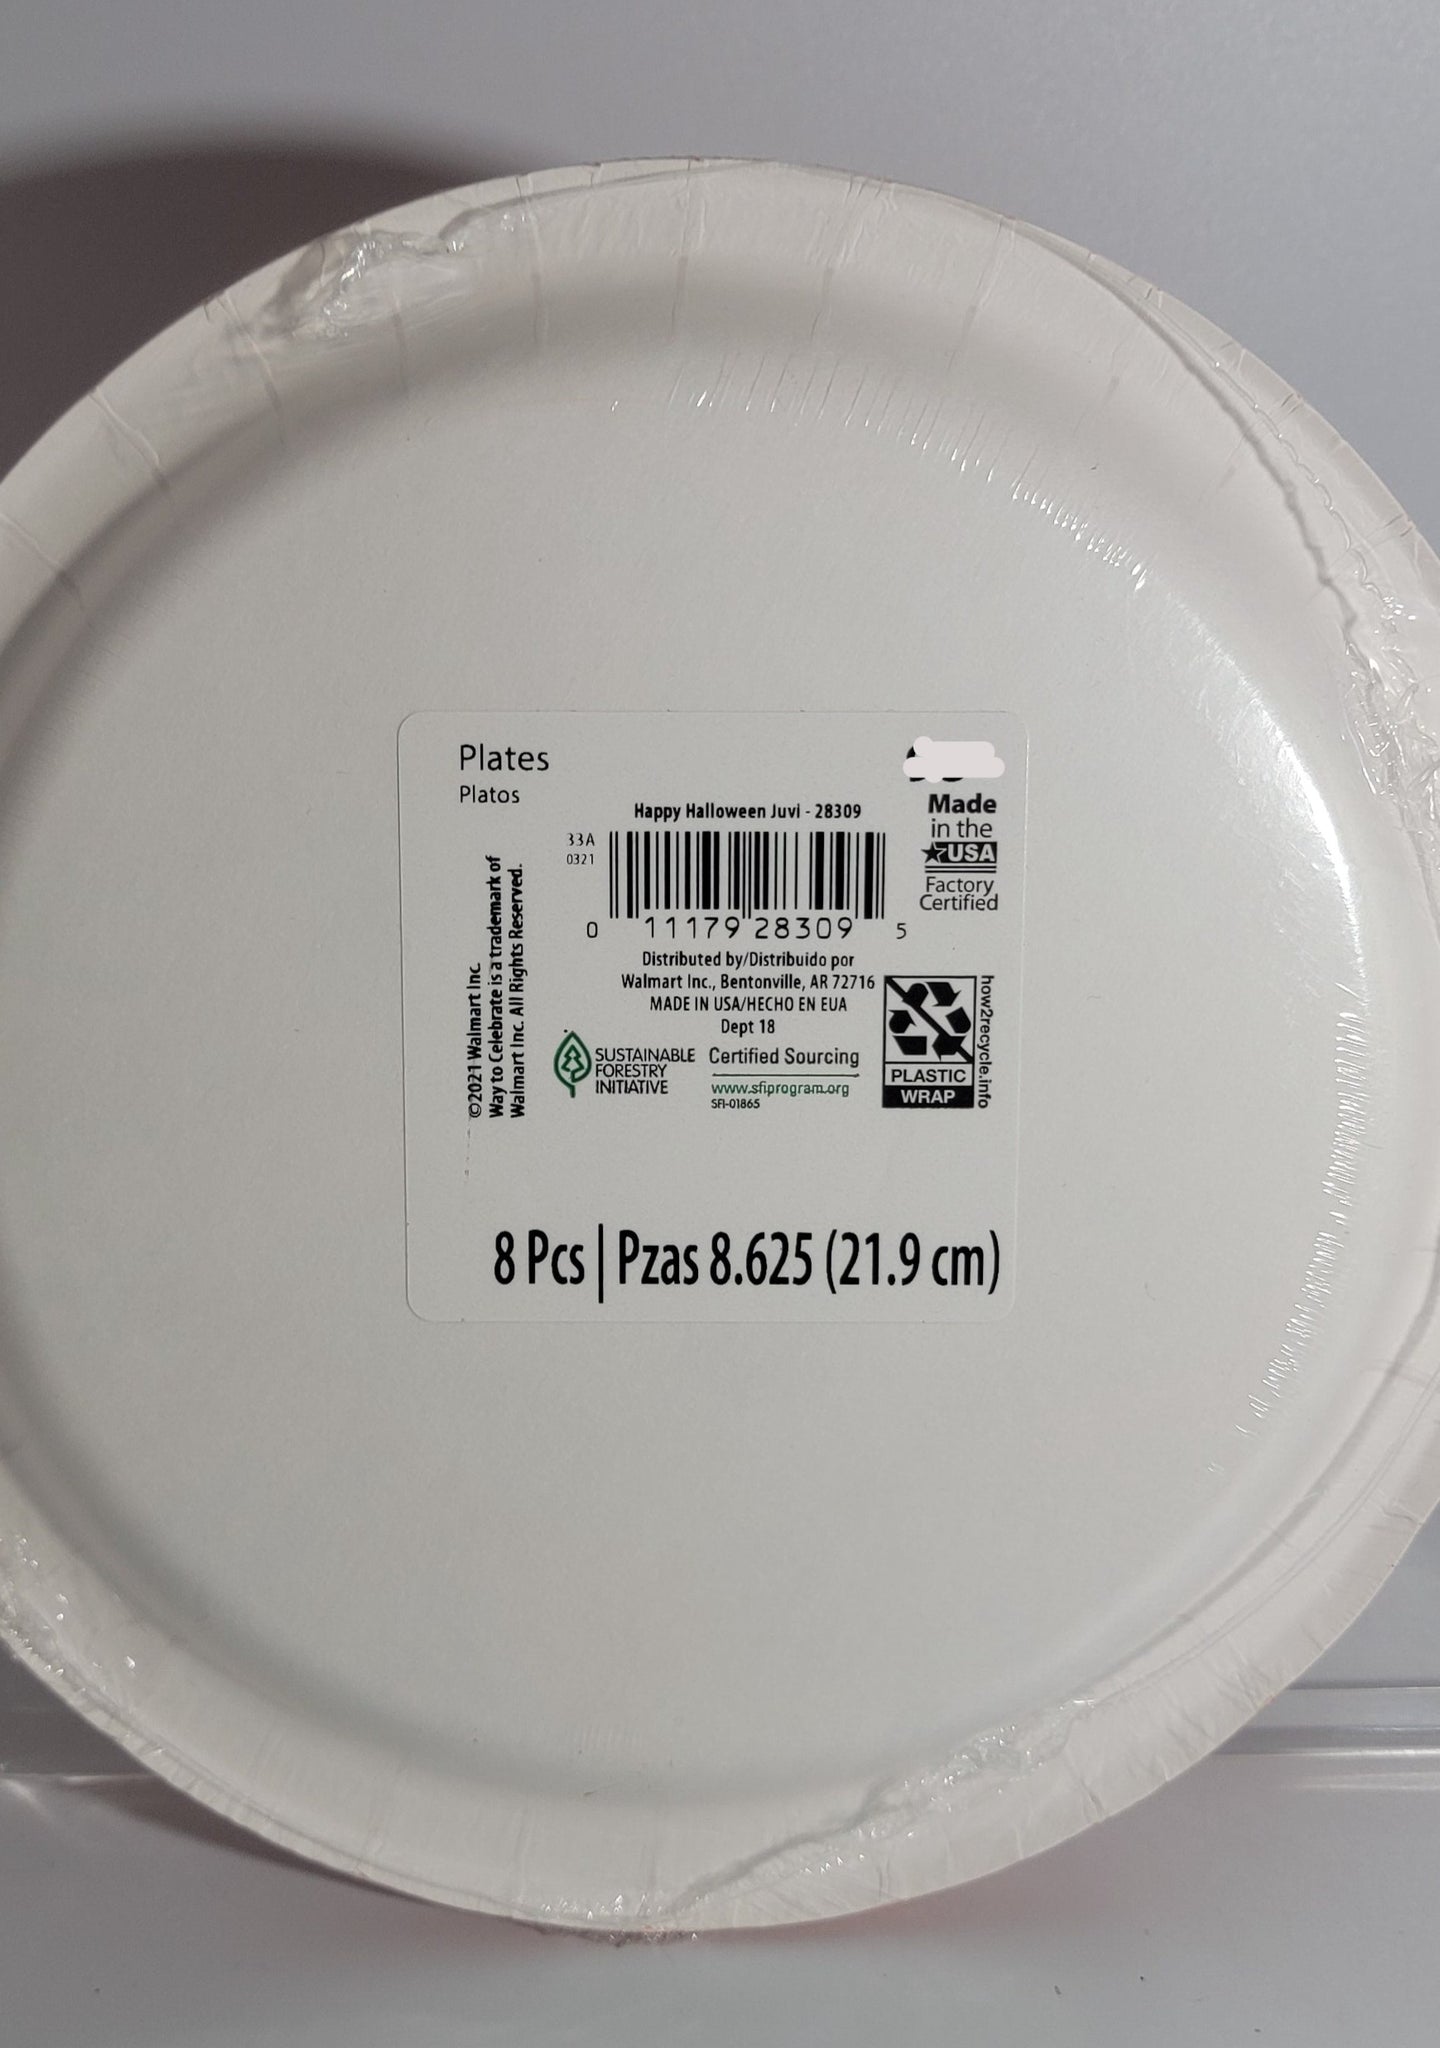 Plates
Platos
Happy Halloween Juvi - 28309
33A
0321
0 11179 28309 5
Made
in the
USA
Factory
Certified
©2021 Walmart Inc.
Way to Celebrate is a trademark of
Walmart Inc. All Rights Reserved.
Distributed by/Distribuido por
Walmart Inc., Bentonville, AR 72716
MADE IN USA/HECHO EN EUA
Dept 18
SUSTAINABLE
FORESTRY
INITIATIVE
Certified Sourcing
www.sfiprogram.org
SFI-01865
PLASTIC
WRAP
how2recycle.info
8 Pcs | Pzas 8.625 (21.9 cm)